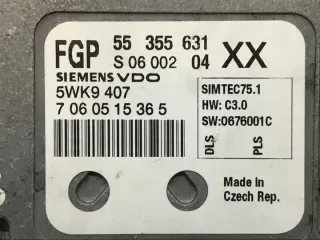 FGP 55 355 631 XX
S 06 002 04
SIEMENS VDO
5WK9 407
7 06 05 15 36 5
SIMTEC75.1
HW: C3.0
SW:0676001C
DLS
PLS
Made in
Czech Rep.